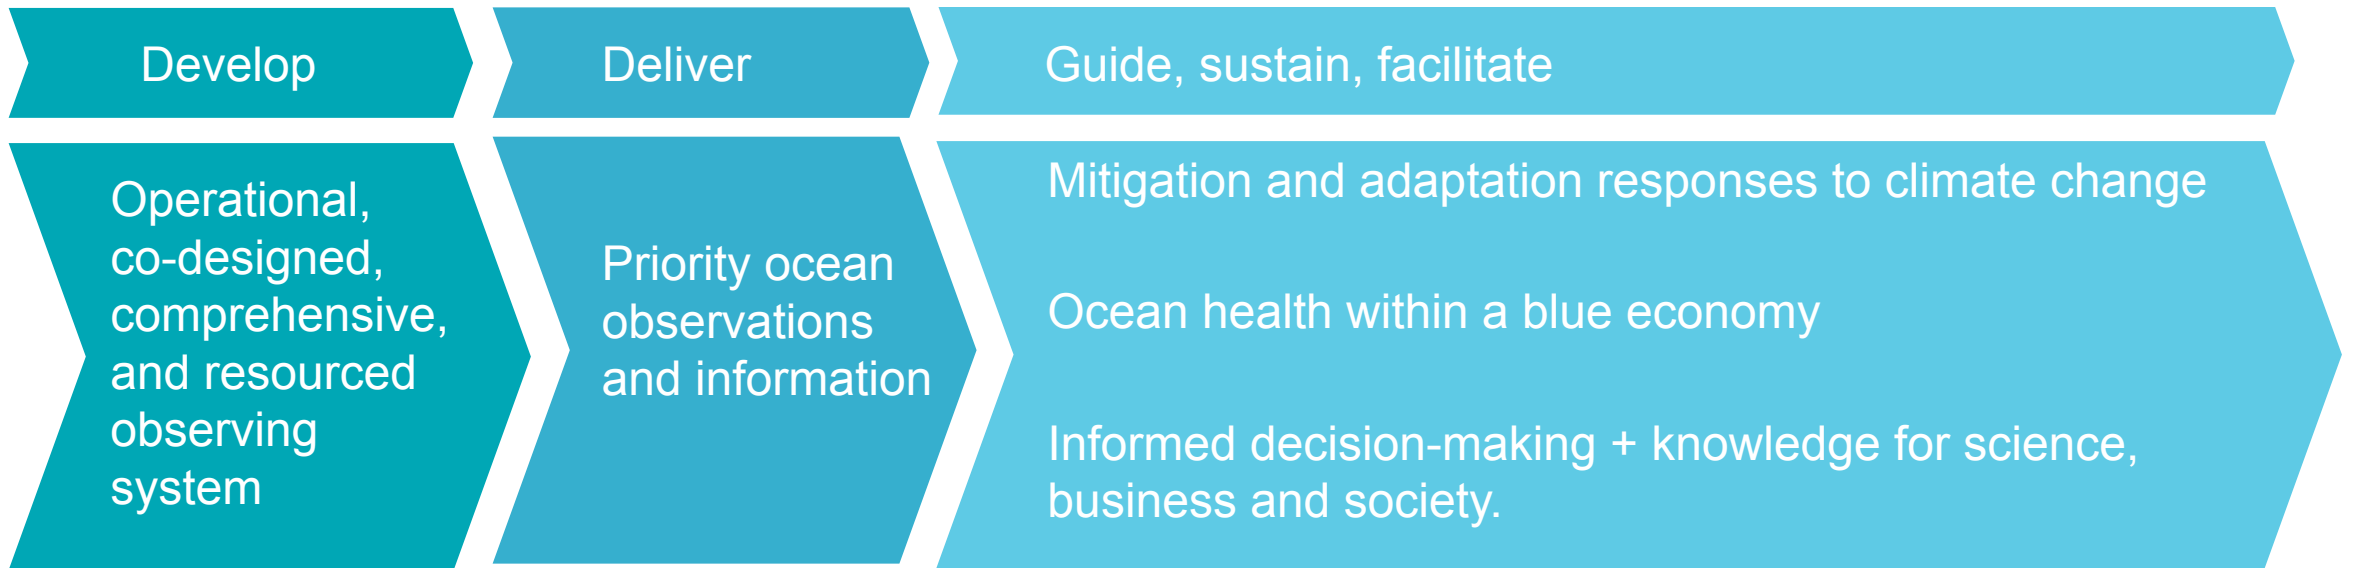 Develop
Deliver
Guide, sustain, facilitate
Operational,
co-designed,
comprehensive,
and resourced
observing
system
Priority ocean
observations
and information
Mitigation and adaptation responses to climate change
Ocean health within a blue economy
Informed decision-making + knowledge for science,
business and society.